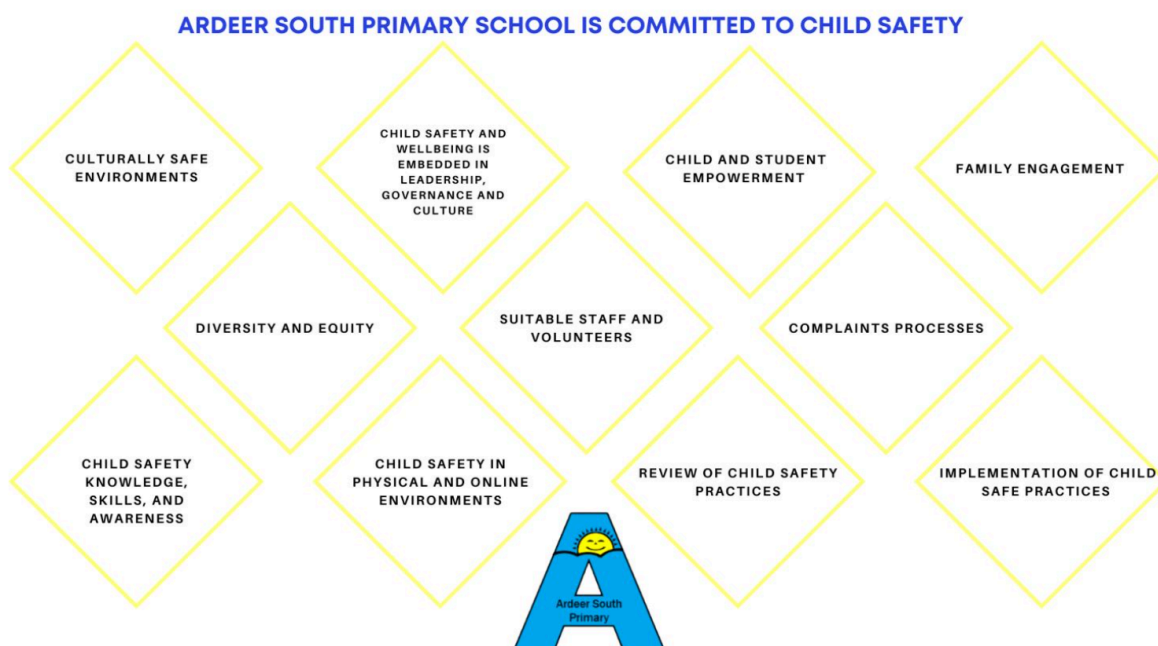 ARDEER SOUTH PRIMARY SCHOOL IS COMMITTED TO CHILD SAFETY
CULTURALLY SAFE
ENVIRONMENTS
CHILD SAFETY AND
WELLBEING IS
EMBEDDED IN
LEADERSHIP,
GOVERNANCE AND
CULTURE
CHILD AND STUDENT
EMPOWERMENT
FAMILY ENGAGEMENT
DIVERSITY AND EQUITY
SUITABLE STAFF AND
VOLUNTEERS
COMPLAINTS PROCESSES
CHILD SAFETY
KNOWLEDGE,
SKILLS, AND
AWARENESS
CHILD SAFETY IN
PHYSICAL AND ONLINE
ENVIRONMENTS
REVIEW OF CHILD SAFETY
PRACTICES
IMPLEMENTATION OF CHILD
SAFE PRACTICES
Ardeer South
Primary